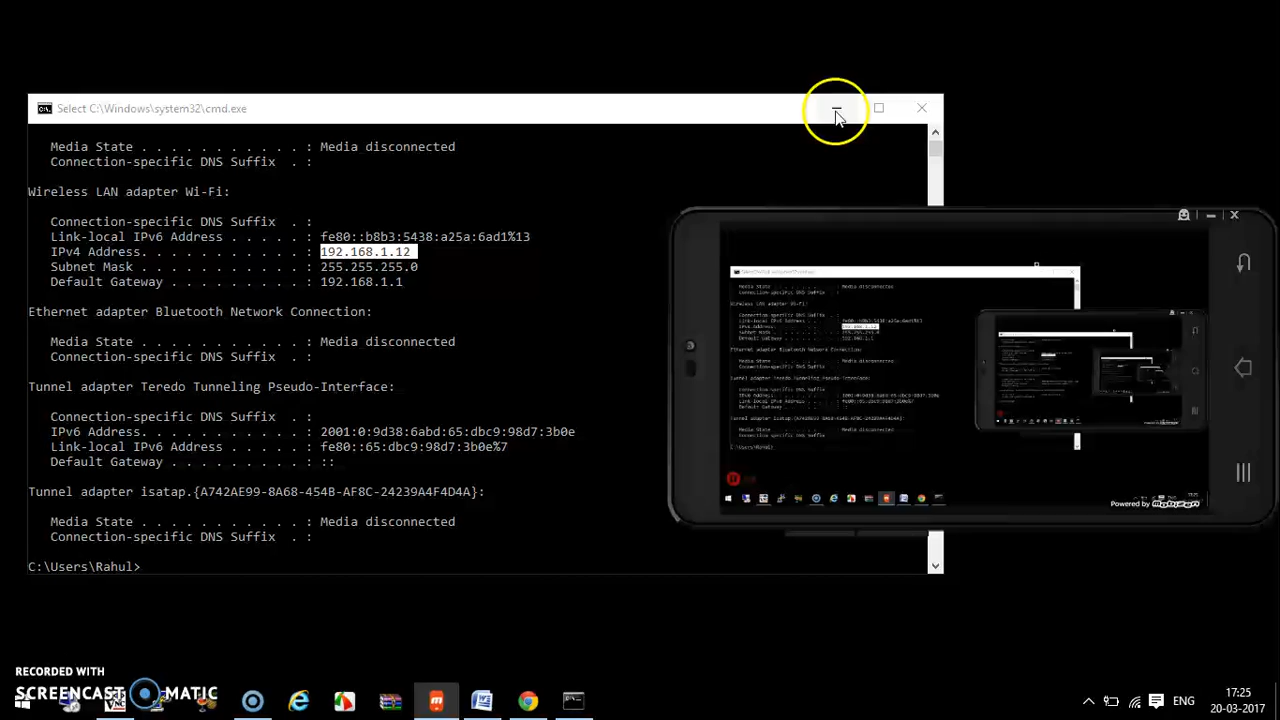 Select C:\Windows\system32\cmd.exe
Media State . . . . . . . . . . . : Media disconnected
Connection-specific DNS Suffix  . :
Wireless LAN adapter Wi-Fi:
Connection-specific DNS Suffix  . :
Link-local IPv6 Address . . . . . : fe80::b8b3:5438:a25a:6ad1%13
IPv4 Address. . . . . . . . . . . : 192.168.1.12
Subnet Mask . . . . . . . . . . . : 255.255.255.0
Default Gateway . . . . . . . . . : 192.168.1.1
Ethernet adapter Bluetooth Network Connection:
Media State . . . . . . . . . . . : Media disconnected
Connection-specific DNS Suffix  . :
Tunnel adapter Teredo Tunneling Pseudo-Interface:
Connection-specific DNS Suffix  . :
IPv6 Address. . . . . . . . . . . : 2001:0:9d38:6abd:65:dbc9:98d7:3b0e
Link-local IPv6 Address . . . . . : fe80::65:dbc9:98d7:3b0e%7
Default Gateway . . . . . . . . . : ::
Tunnel adapter isatap.{A742AE99-8A68-454B-AF8C-24239A4F4D4A}:
Media State . . . . . . . . . . . : Media disconnected
Connection-specific DNS Suffix  . :
C:\Users\Rahul>
Powered by mobizen
RECORDED WITH
SCREENCAST MATIC
ENG
17:25
20-03-2017